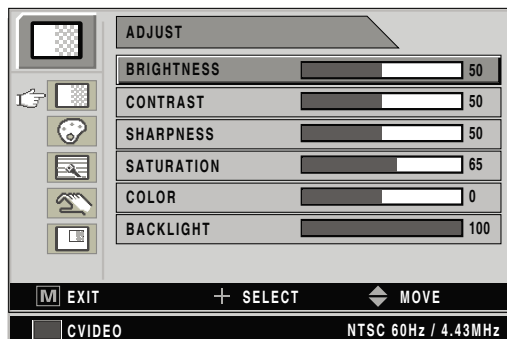 ADJUST
BRIGHTNESS 50
CONTRAST 50
SHARPNESS 50
SATURATION 65
COLOR 0
BACKLIGHT 100
M EXIT + SELECT MOVE
CVIDEO NTSC 60Hz / 4.43MHz